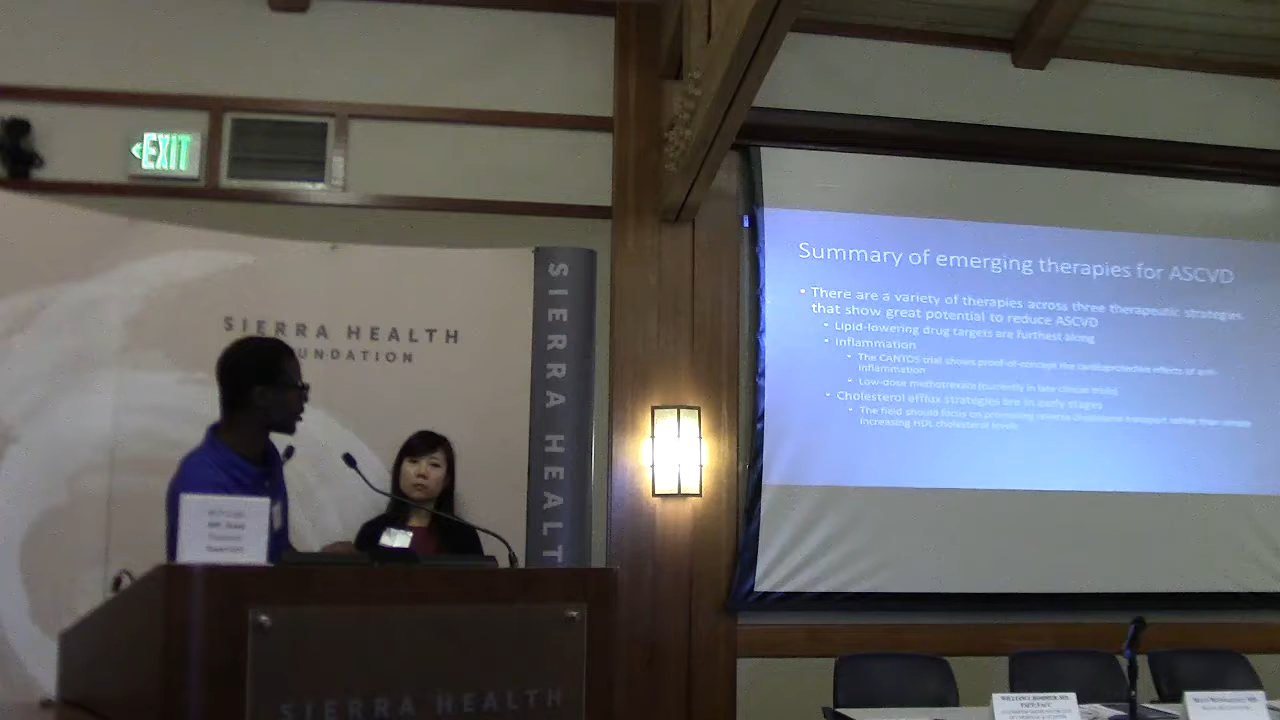 EXIT
SIERRA HEALTH
FOUNDATION
SIERRA HEALT
SIERRA HEALTH
Summary of emerging therapies for ASCVD
• There are a variety of therapies across three therapeutic strategies
that show great potential to reduce ASCVD
• Lipid-lowering drug targets are furthest along
• Inflammation
• The CANTOS trial shows proof-of-concept the cardioprotective effects of anti-
inflammation
• Low-dose methotrexate (currently in late clinical trials)
• Cholesterol efflux strategies are in early stages
• The field should focus on promoting reverse cholesterol transport rather than simple
increasing HDL cholesterol levels